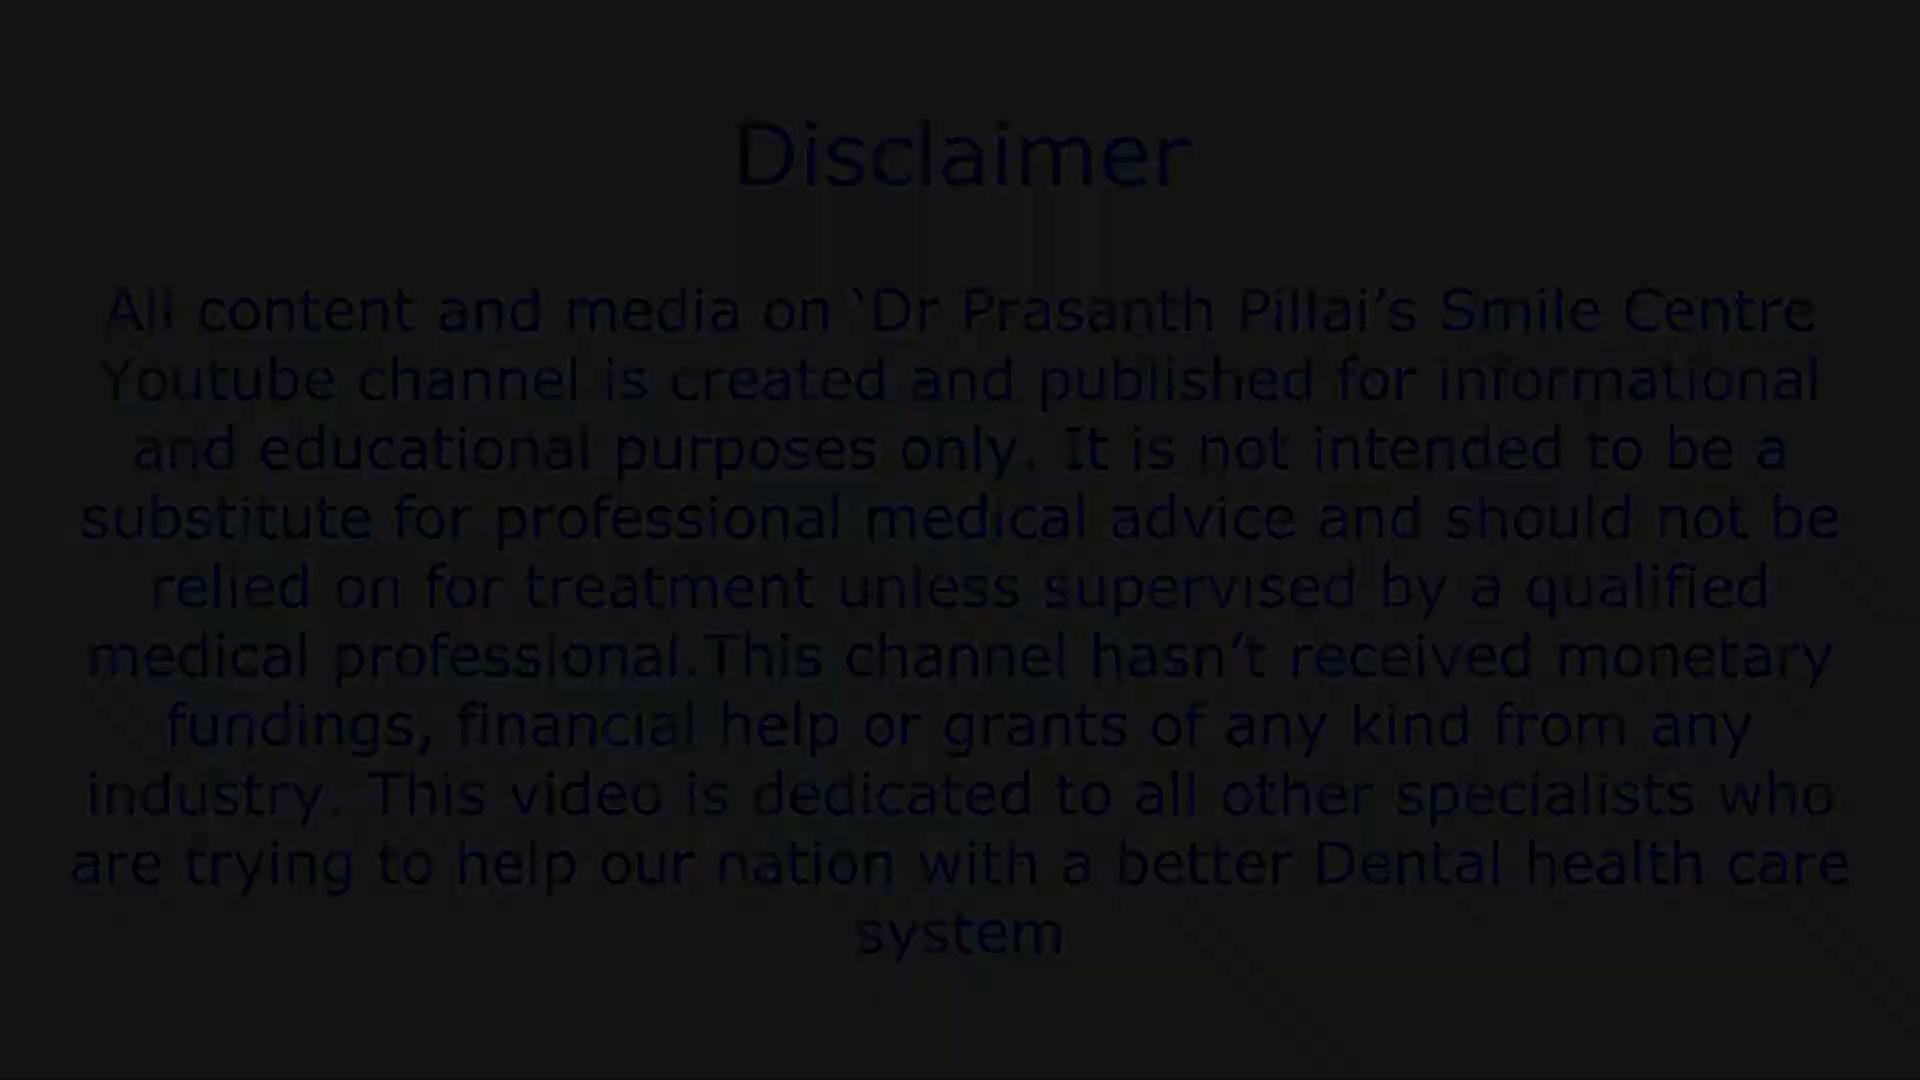 Disclaimer
All content and media on ‘Dr Prasanth Pillai’s Smile Centre
Youtube channel is created and published for informational
and educational purposes only. It is not intended to be a
substitute for professional medical advice and should not be
relied on for treatment unless supervised by a qualified
medical professional.This channel hasn’t received monetary
fundings, financial help or grants of any kind from any
industry. This video is dedicated to all other specialists who
are trying to help our nation with a better Dental health care
system